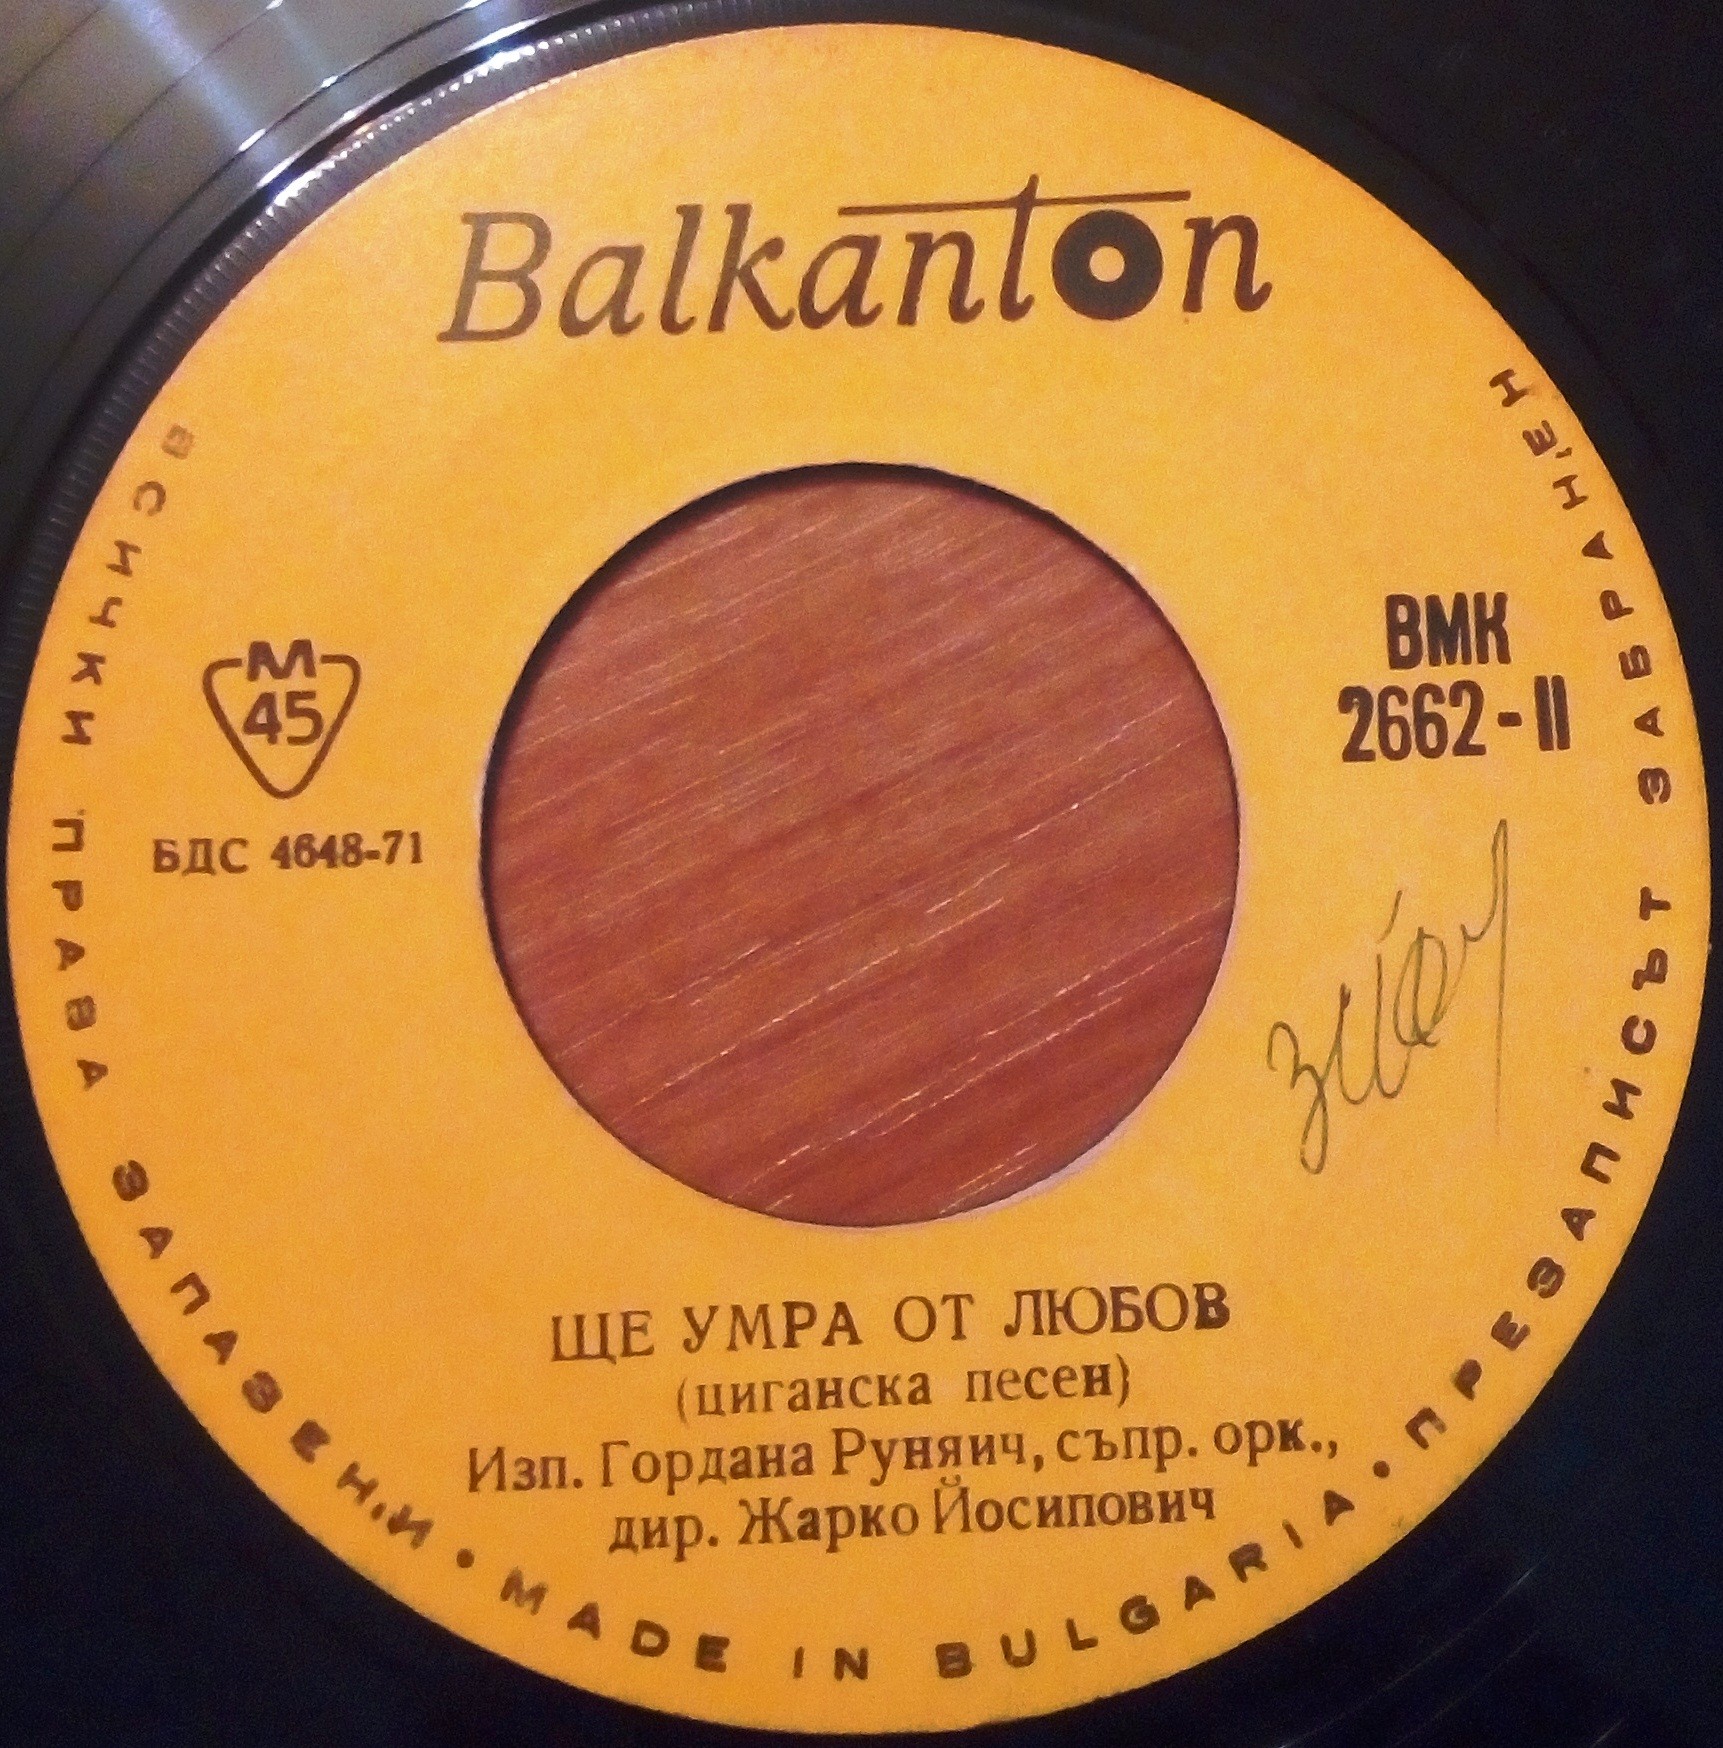 Balkanton
ВСИЧКИ ПРАВА ЗАПАЗЕНИ • MADE IN BULGARIA • ПРЕЗАПИСЪТ ЗАБРАНЕН
М
45
БДС 4648-71
ВМК
2662-II
ЩЕ УМРА ОТ ЛЮБОВ
(циганска песен)
Изп. Гордана Руняич, съпр. орк.,
дир. Жарко Йосипович